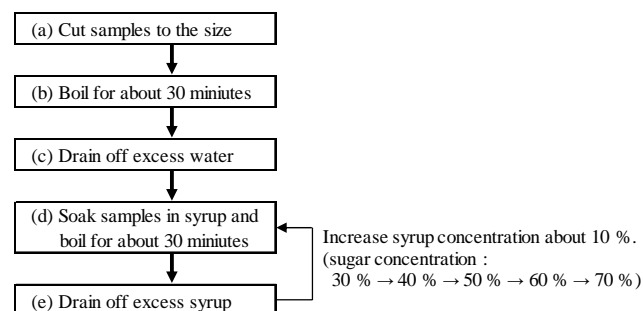 (a) Cut samples to the size
(b) Boil for about 30 miniutes
(c) Drain off excess water
(d) Soak samples in syrup and
boil for about 30 miniutes
(e) Drain off excess syrup
Increase syrup concentration about 10 %.
(sugar concentration :
30 % → 40 % → 50 % → 60 % → 70 %)